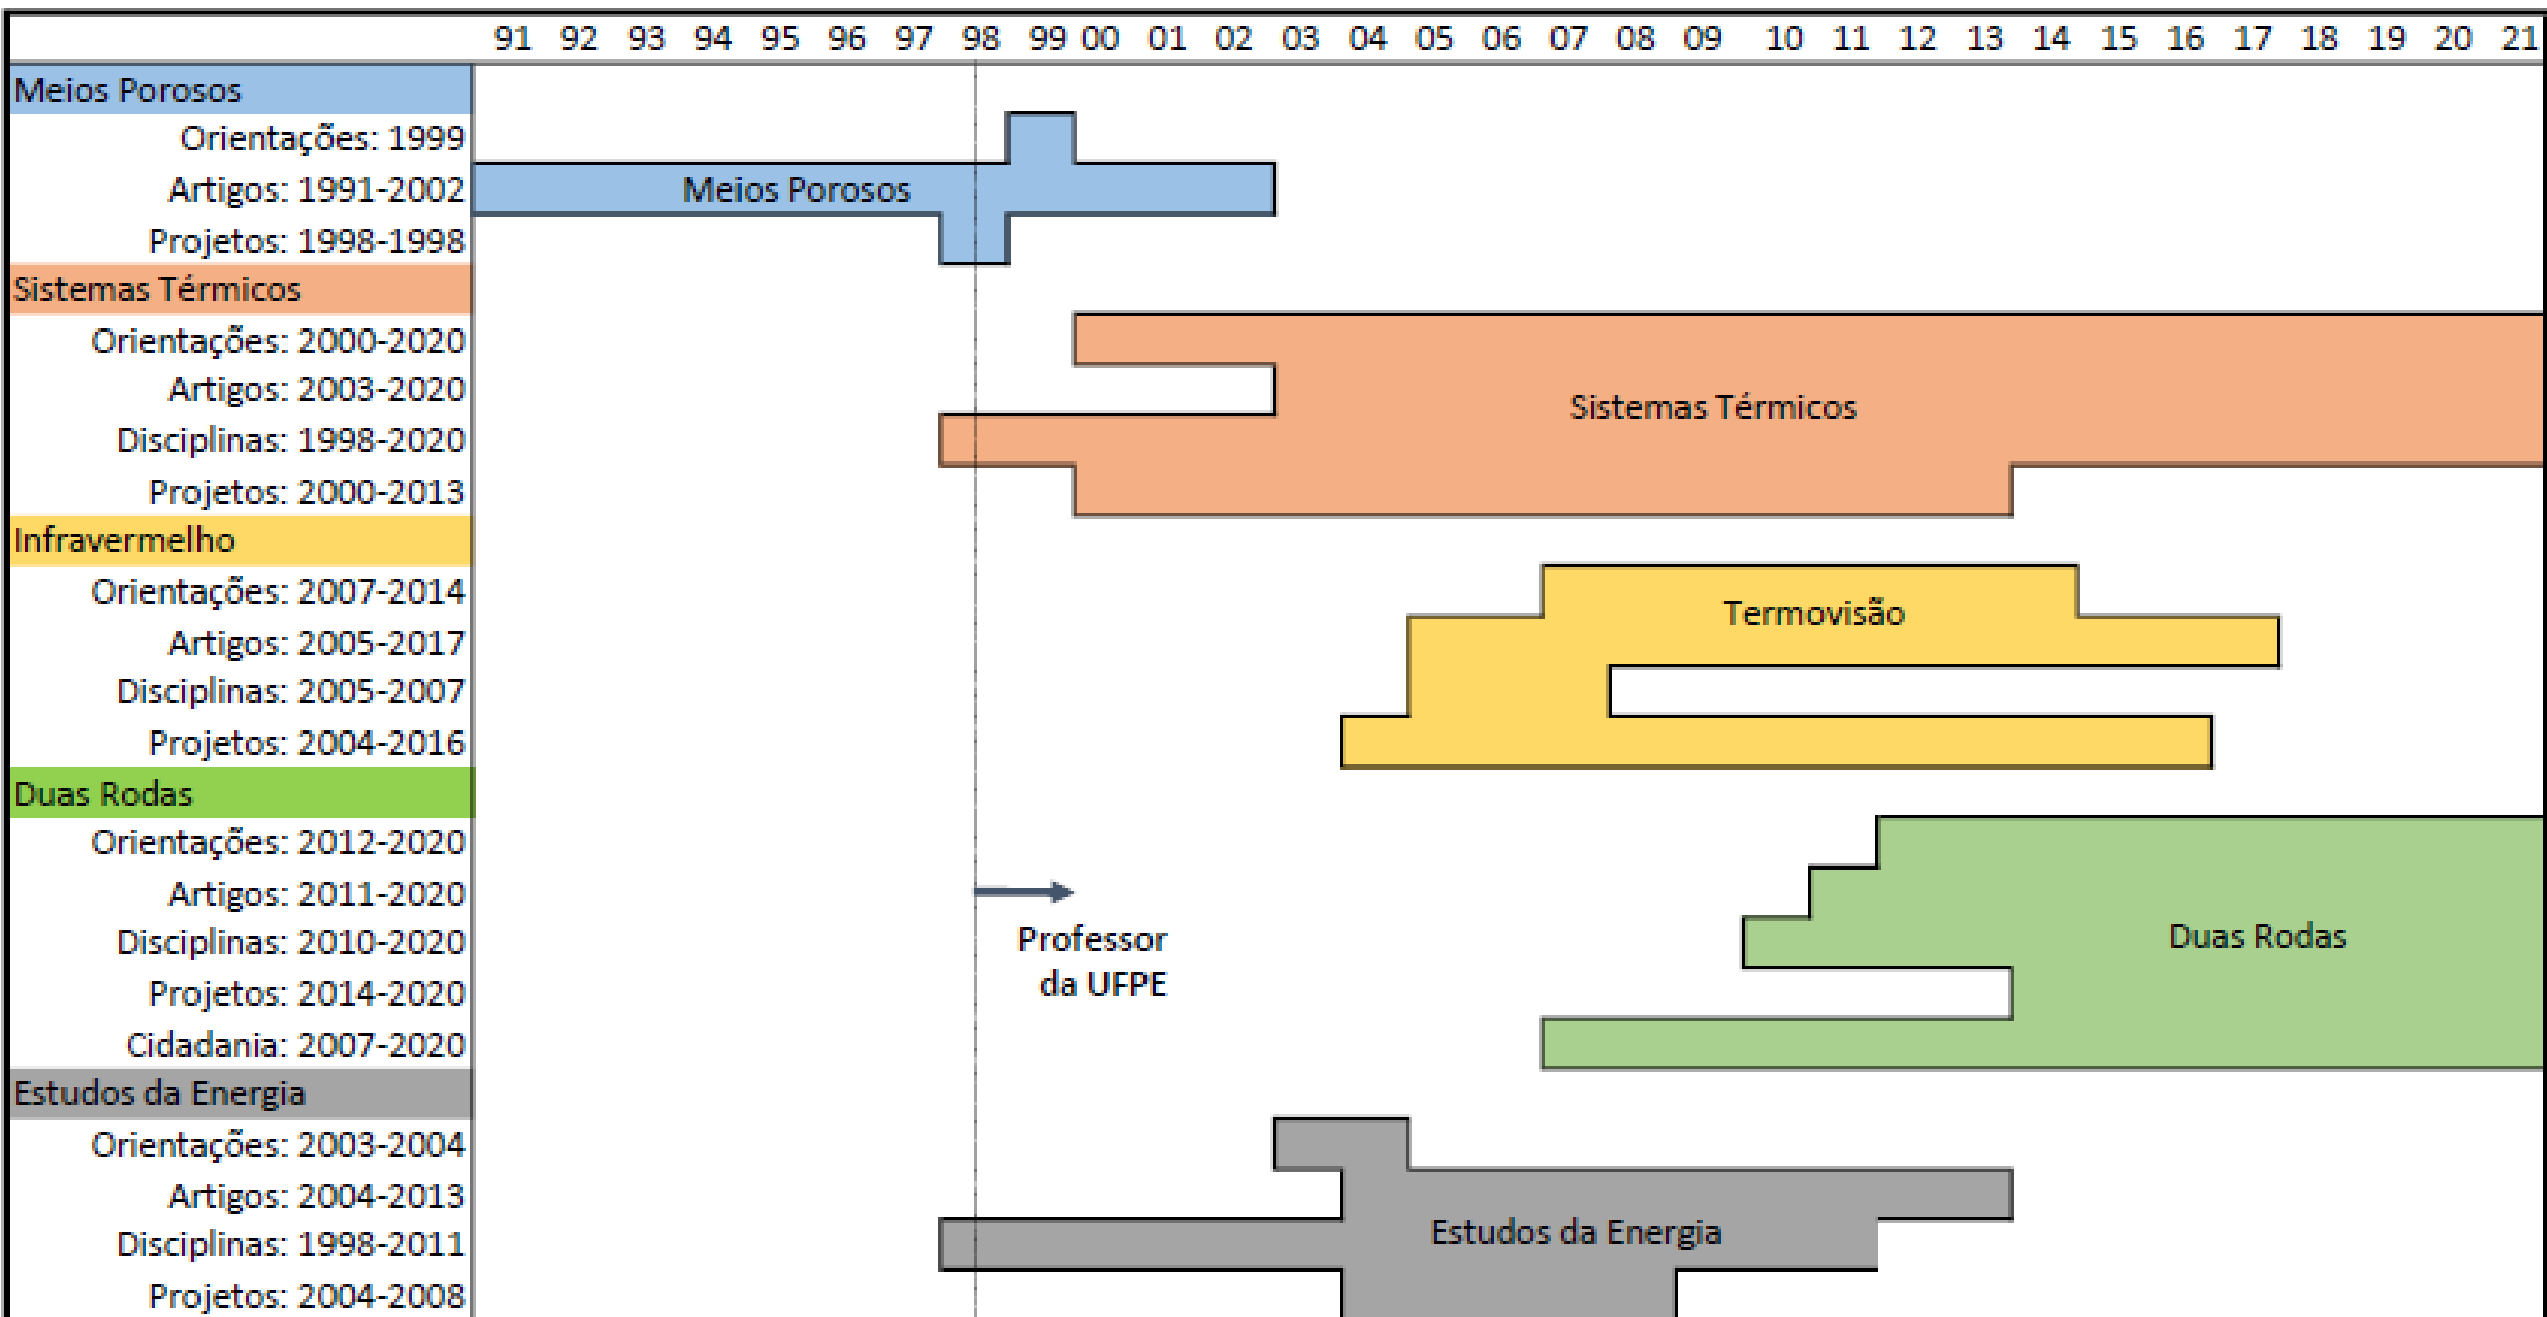 91 92 93 94 95 96 97 98 99 00 01 02 03 04 05 06 07 08 09 10 11 12 13 14 15 16 17 18 19 20 21
Meios Porosos
Orientações: 1999
Artigos: 1991-2002
Meios Porosos
Projetos: 1998-1998
Sistemas Térmicos
Orientações: 2000-2020
Artigos: 2003-2020
Sistemas Térmicos
Disciplinas: 1998-2020
Projetos: 2000-2013
Infravermelho
Orientações: 2007-2014
Termovisão
Artigos: 2005-2017
Disciplinas: 2005-2007
Projetos: 2004-2016
Duas Rodas
Orientações: 2012-2020
Artigos: 2011-2020
Disciplinas: 2010-2020
Professor
da UFPE
Duas Rodas
Projetos: 2014-2020
Cidadania: 2007-2020
Estudos da Energia
Orientações: 2003-2004
Artigos: 2004-2013
Disciplinas: 1998-2011
Estudos da Energia
Projetos: 2004-2008